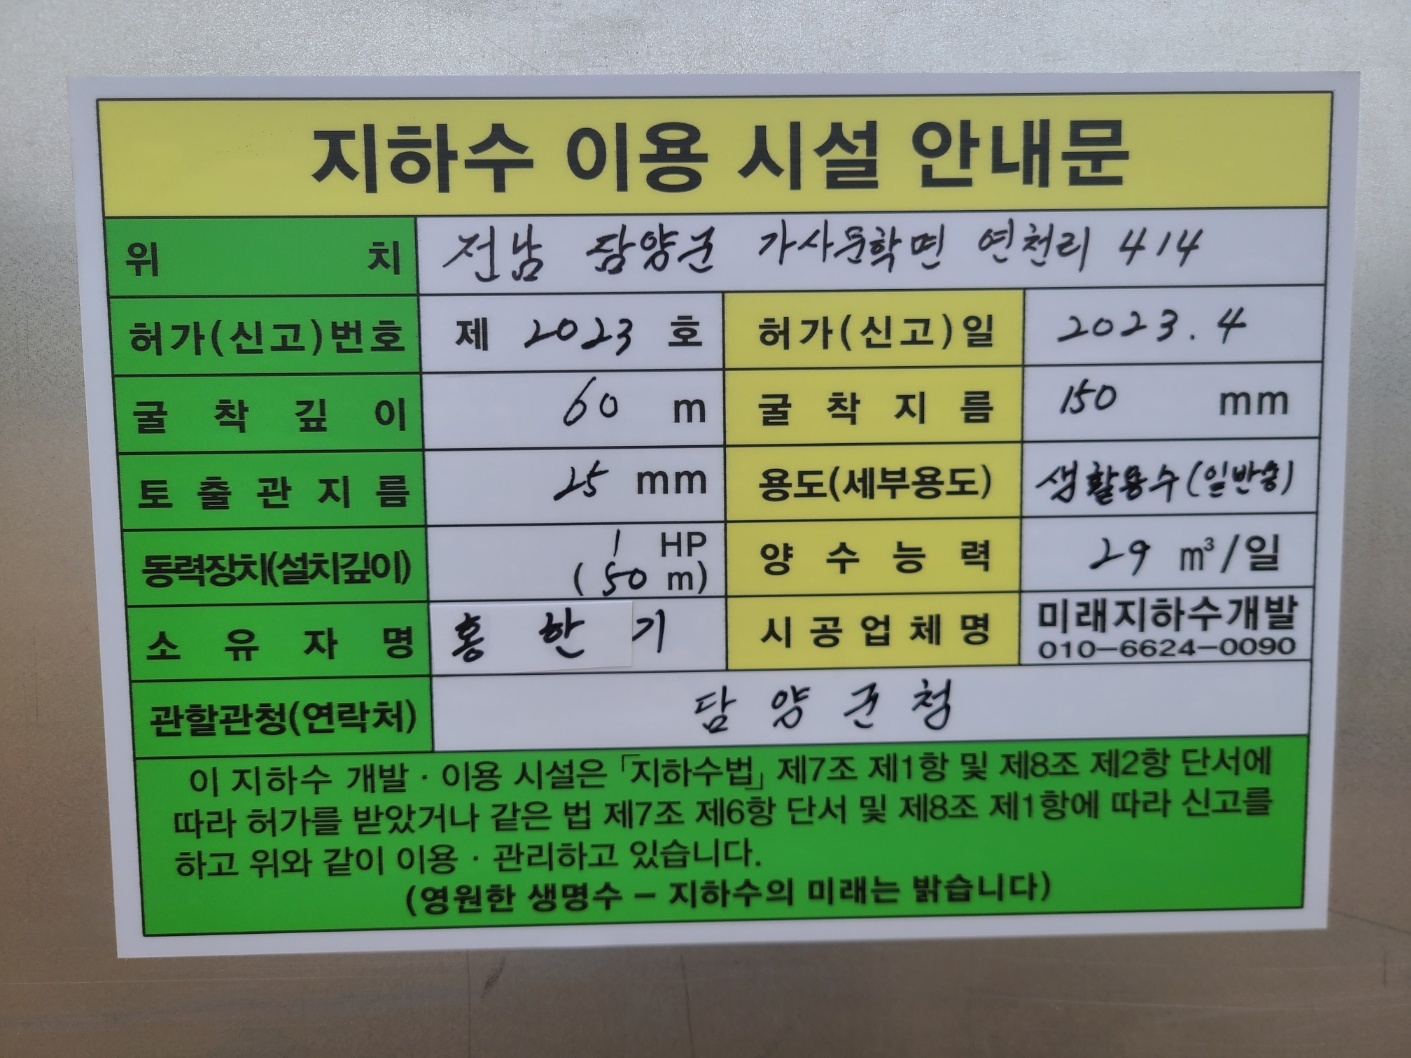 지하수 이용 시설 안내문
위 치 전남 담양군 가사문학면 연천리 414
허가(신고)번호 제 2023 호 허가(신고)일 2023.4
굴착깊이 60 m 굴착지름 150 mm
토출관지름 25 mm 용도(세부용도) 생활용수(일반용)
동력장치(설치깊이) 1 HP
(50 m) 양수능력 29 m³/일
소유자명 홍한기 시공업체명 미래지하수개발
010-6624-0090
관할관청(연락처) 담양군청
이 지하수 개발·이용 시설은 「지하수법」 제7조 제1항 및 제8조 제2항 단서에
따라 허가를 받았거나 같은 법 제7조 제6항 단서 및 제8조 제1항에 따라 신고를
하고 위와 같이 이용·관리하고 있습니다.
(영원한 생명수 – 지하수의 미래는 밝습니다)